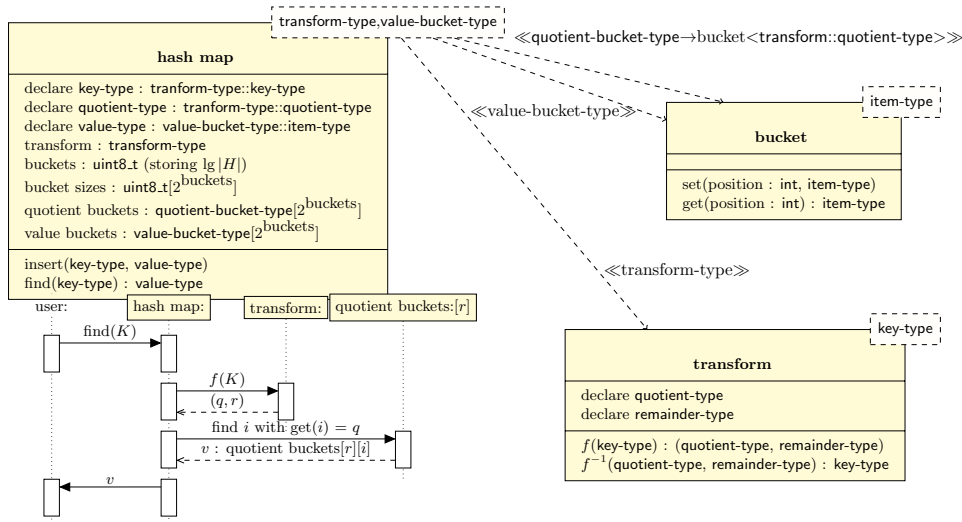 transform-type,value-bucket-type
≪quotient-bucket-type→bucket<transform::quotient-type>≫
hash map
declare key-type : tranform-type::key-type
declare quotient-type : tranform-type::quotient-type
declare value-type : value-bucket-type::item-type
transform : transform-type
buckets : uint8_t (storing lg |H|)
bucket sizes : uint8_t[2^buckets]
quotient buckets : quotient-bucket-type[2^buckets]
value buckets : value-bucket-type[2^buckets]
insert(key-type, value-type)
find(key-type) : value-type
≪value-bucket-type≫
item-type
bucket
set(position : int, item-type)
get(position : int) : item-type
≪transform-type≫
key-type
transform
declare quotient-type
declare remainder-type
f(key-type) : (quotient-type, remainder-type)
f^{-1}(quotient-type, remainder-type) : key-type
user:
hash map:
transform:
quotient buckets:[r]
find(K)
f(K)
(q, r)
find i with get(i) = q
v : quotient buckets[r][i]
v